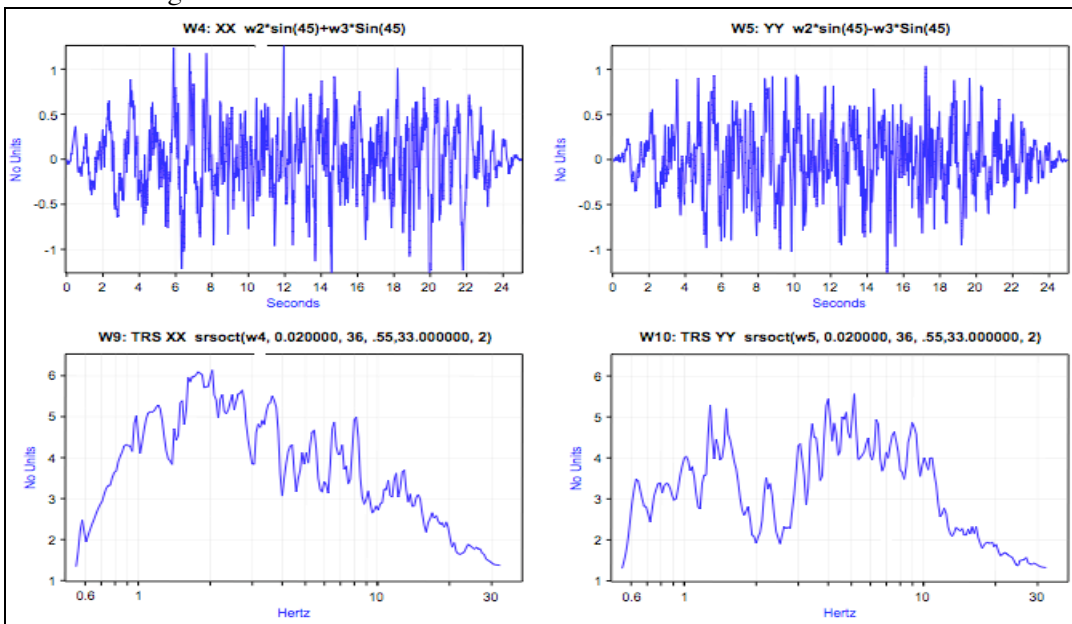 W4: XX w2*sin(45)+w3*Sin(45)
1
0.5
0
-0.5
-1
No Units
0 2 4 6 8 10 12 14 16 18 20 22 24
Seconds
W5: YY w2*sin(45)-w3*Sin(45)
1
0.5
0
-0.5
-1
No Units
0 2 4 6 8 10 12 14 16 18 20 22 24
Seconds
W9: TRS XX srsoct(w4, 0.020000, 36, .55,33.000000, 2)
6
5
4
3
2
1
No Units
0.6 1 10 30
Hertz
W10: TRS YY srsoct(w5, 0.020000, 36, .55,33.000000, 2)
6
5
4
3
2
1
No Units
0.6 1 10 30
Hertz